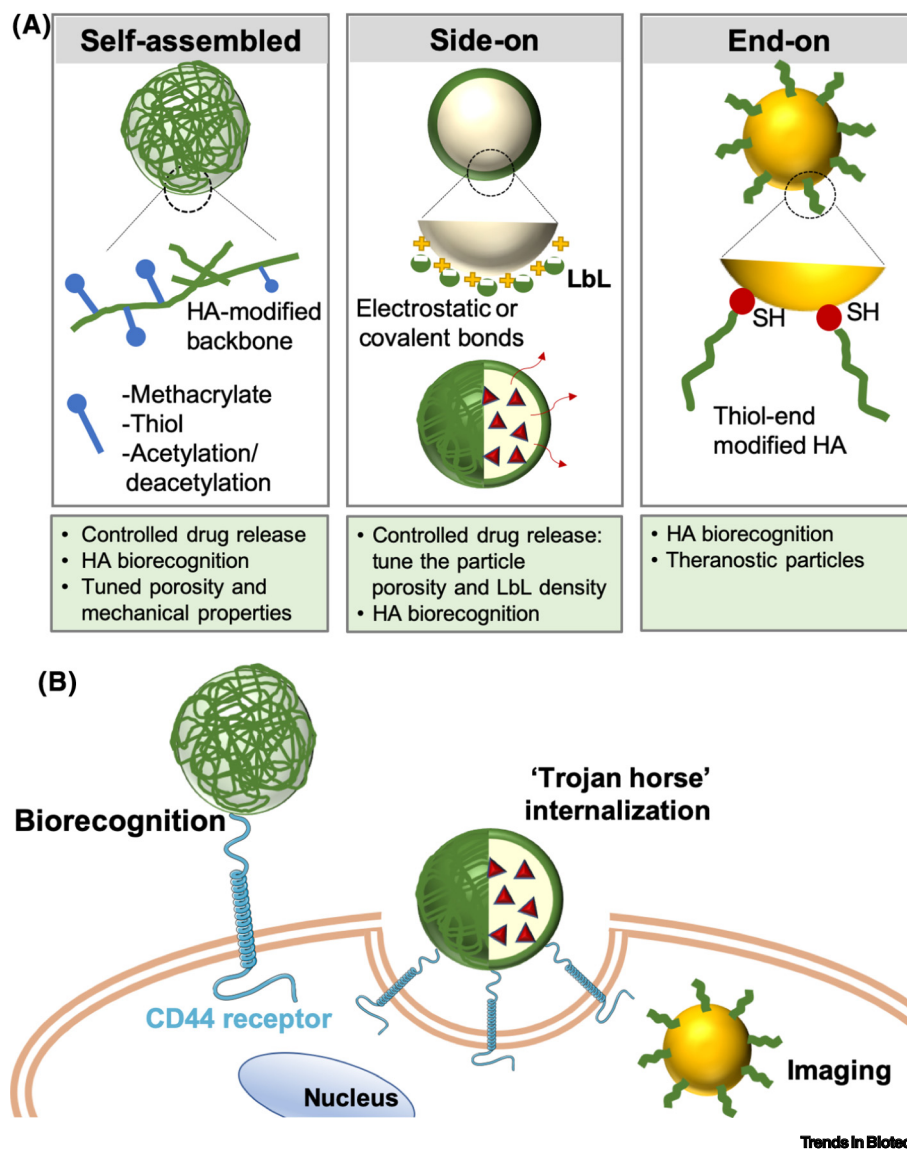 (A)
Self-assembled
HA-modified
backbone
-Methacrylate
-Thiol
-Acetylation/
deacetylation
• Controlled drug release
• HA biorecognition
• Tuned porosity and
mechanical properties
Side-on
LbL
Electrostatic or
covalent bonds
• Controlled drug release:
tune the particle
porosity and LbL density
• HA biorecognition
End-on
SH
SH
Thiol-end
modified HA
• HA biorecognition
• Theranostic particles
(B)
Biorecognition
'Trojan horse'
internalization
CD44 receptor
Nucleus
Imaging
Trends in Biotec